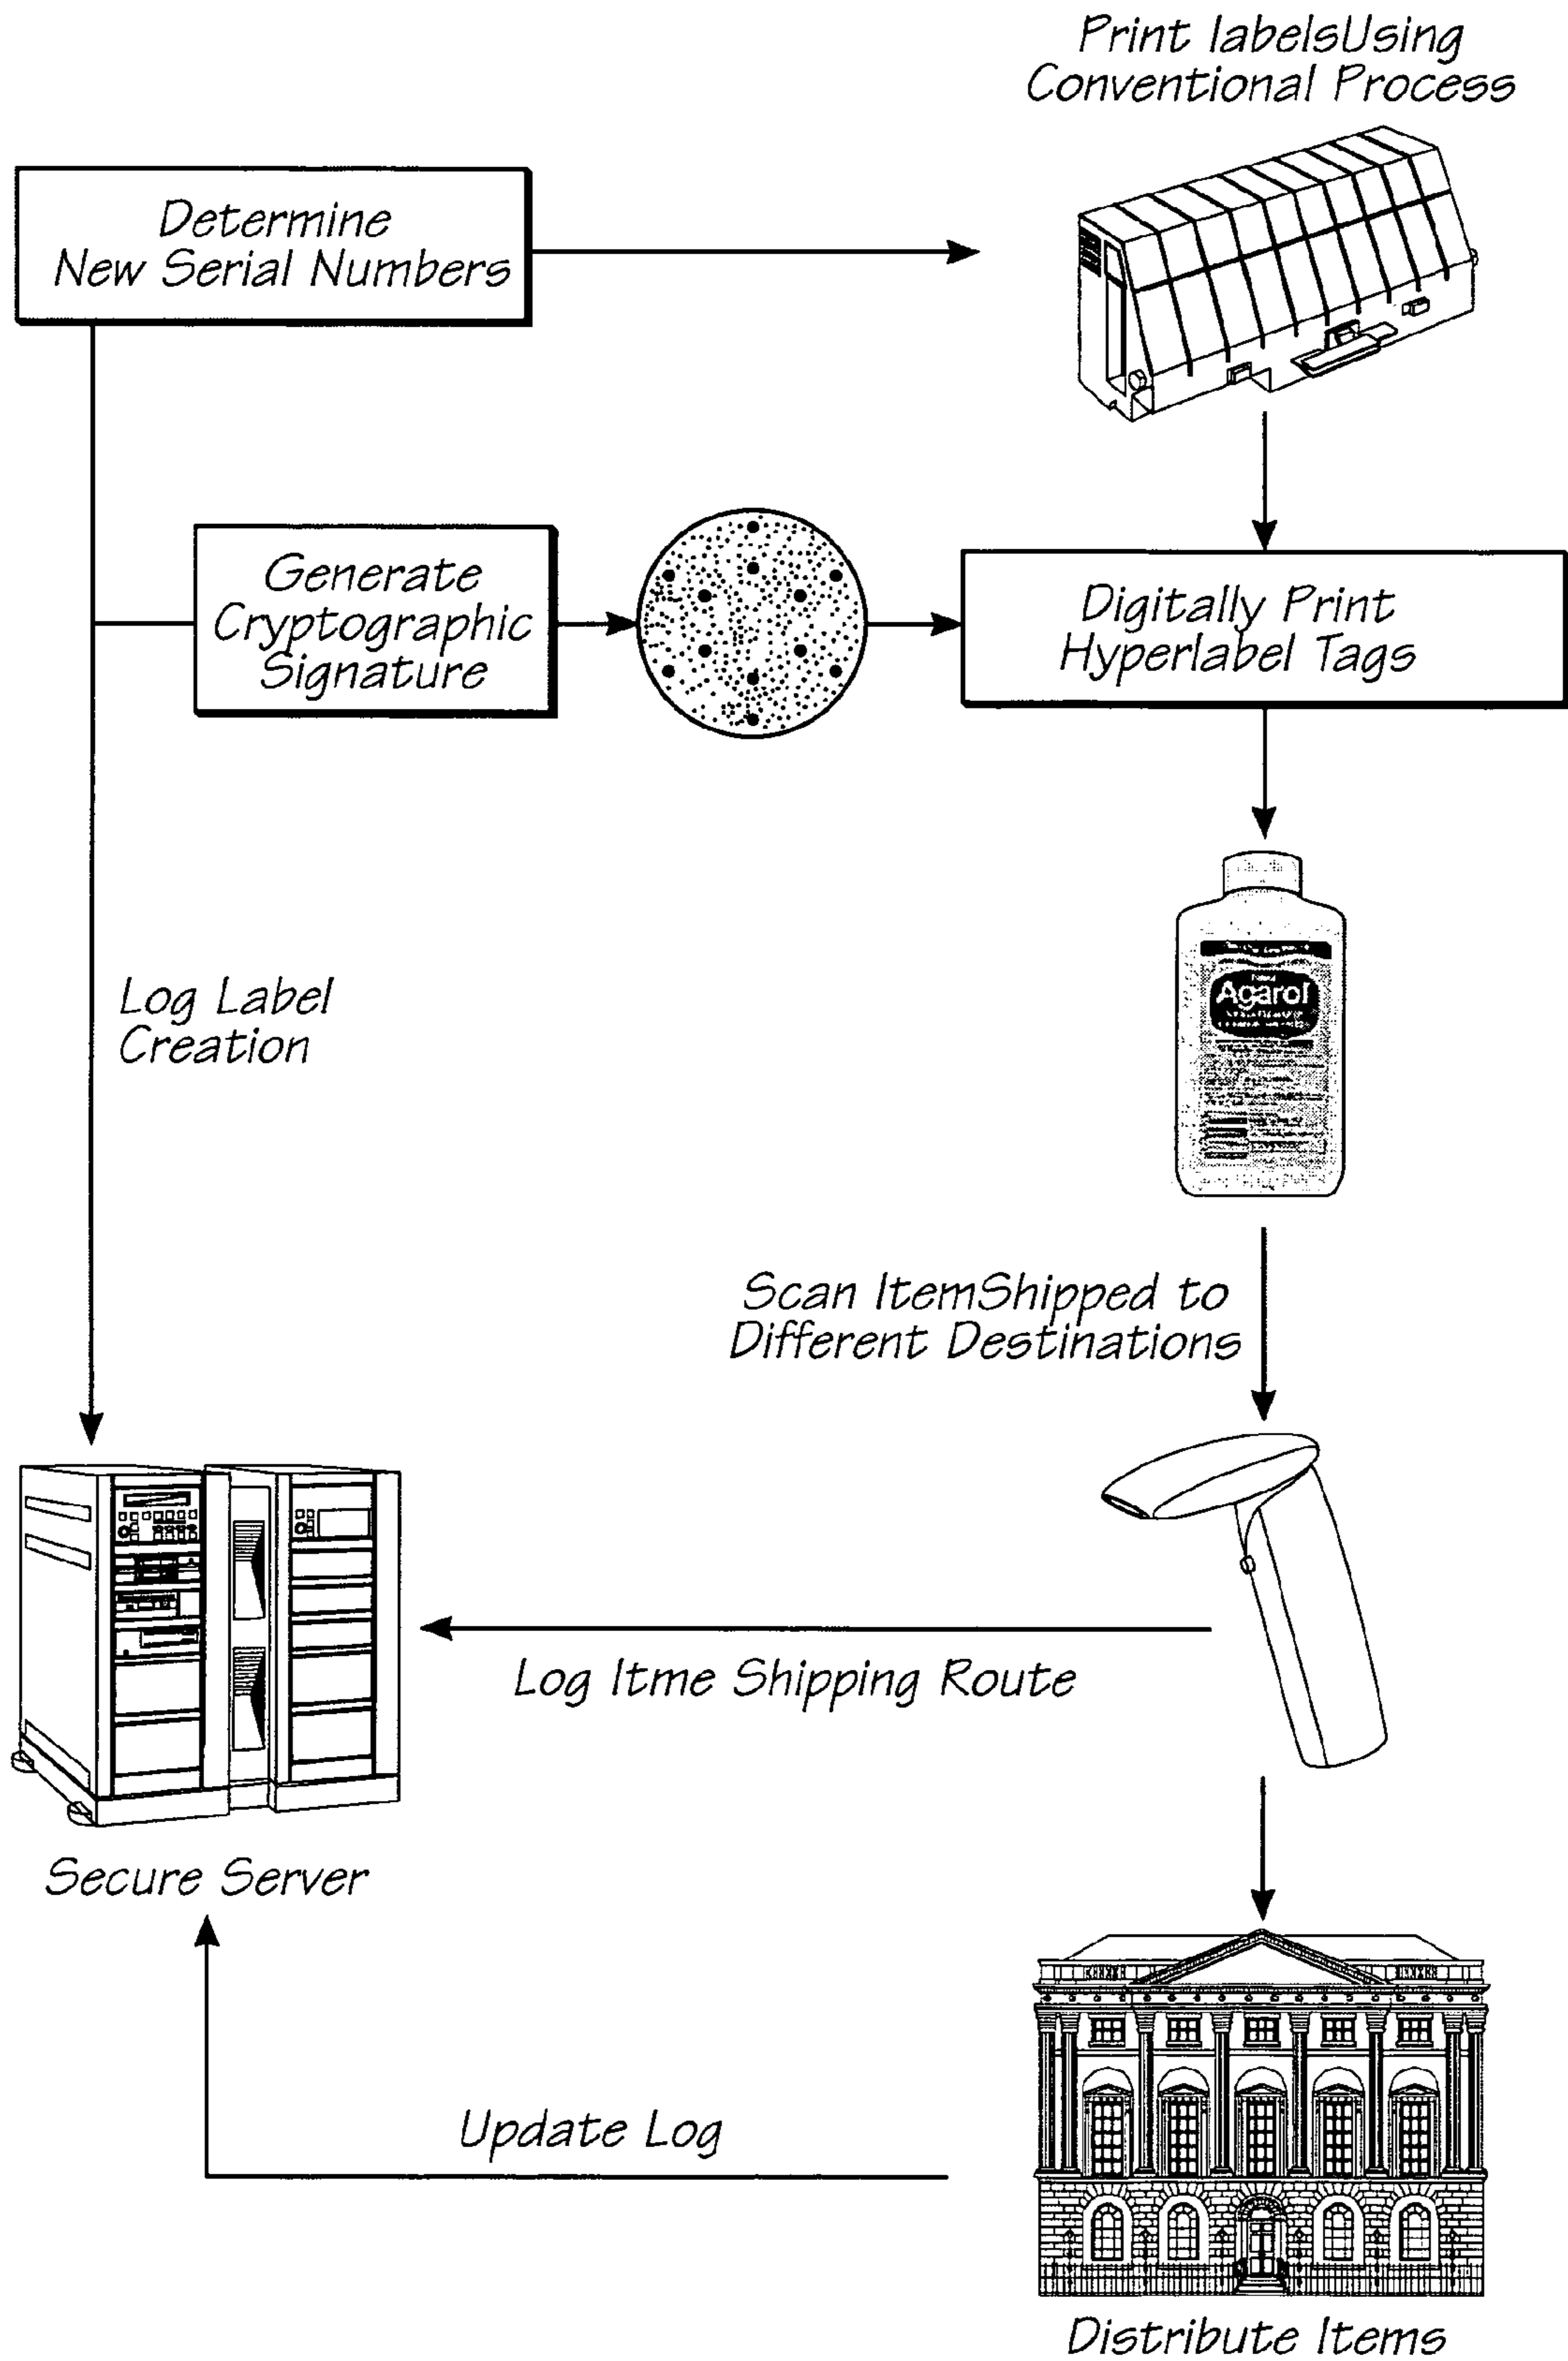 Print labelsUsing
Conventional Process
Determine
New Serial Numbers
Generate
Cryptographic
Signature
Digitally Print
Hyperlabel Tags
Log Label
Creation
Agarol
Scan ItemShipped to
Different Destinations
Log Itme Shipping Route
Secure Server
Update Log
Distribute Items